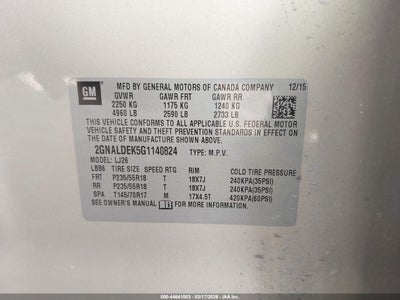 GM
MFD BY GENERAL MOTORS OF CANADA COMPANY 12/15
GVWR GAWR FRT GAWR RR
2250 KG 1175 KG 1240 KG
4960 LB 2590 LB 2733 LB
THIS VEHICLE CONFORMS TO ALL APPLICABLE U.S.
FEDERAL MOTOR VEHICLE SAFETY, BUMPER, AND
THEFT PREVENTION STANDARDS IN EFFECT ON THE
DATE OF MANUFACTURE SHOWN ABOVE.
2GNALDEK5G1140824 TYPE: M.P.V.
MODEL: LJ26
LBB6 TIRE SIZE SPEED RTG RIM COLD TIRE PRESSURE
FRT P235/55R18 T 18X7J 240KPA(35PSI)
RR P235/55R18 T 18X7J 240KPA(35PSI)
SPA T145/70R17 M 17X4.5T 420KPA(60PSI)
SEE OWNER'S MANUAL FOR MORE INFORMATION
500-44641003 - 03/17/2026 - IAAI.COM